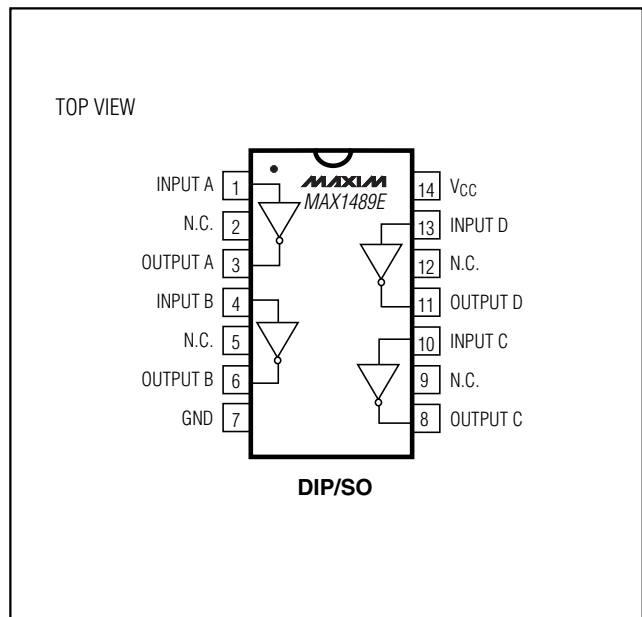 TOP VIEW
MAXIM
MAX1489E
INPUT A 1
N.C. 2
OUTPUT A 3
INPUT B 4
N.C. 5
OUTPUT B 6
GND 7
14 VCC
13 INPUT D
12 N.C.
11 OUTPUT D
10 INPUT C
9 N.C.
8 OUTPUT C
DIP/SO